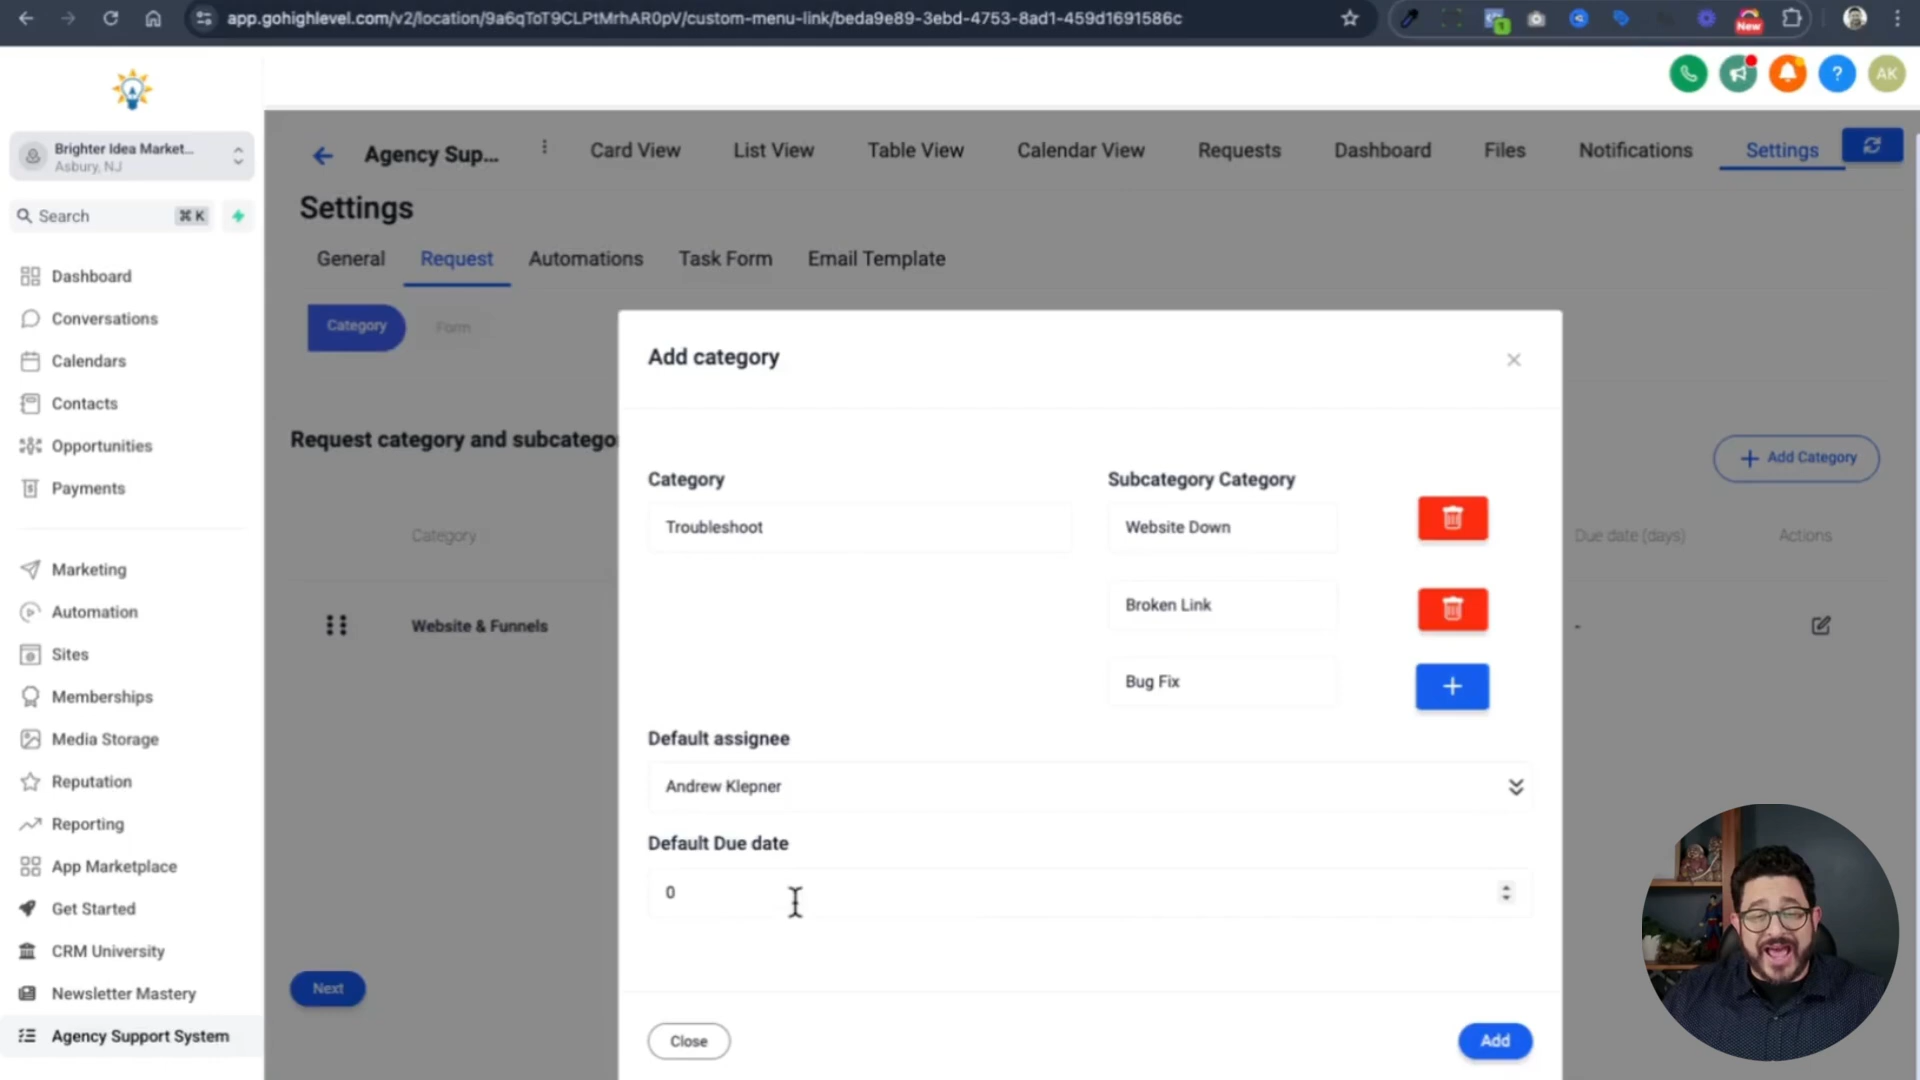 app.gohighlevel.com/v2/location/9a6qToT9CLPtMrhAR0pV/custom-menu-link/beda9e89-3ebd-4753-8ad1-459d1691586c
1
New
AK
Brighter Idea Market...
Asbury, NJ
Search ⌘ K
Dashboard
Conversations
Calendars
Contacts
Opportunities
Payments
Marketing
Automation
Sites
Memberships
Media Storage
Reputation
Reporting
App Marketplace
Get Started
CRM University
Newsletter Mastery
Agency Support System
Agency Sup...
Card View
List View
Table View
Calendar View
Requests
Dashboard
Files
Notifications
Settings
Settings
General
Request
Automations
Task Form
Email Template
Category
Form
Request category and subcatego
Add Category
Category
Due date (days)
Actions
Website & Funnels
-
Next
Add category
Category
Subcategory Category
Troubleshoot
Website Down
Broken Link
Bug Fix
Default assignee
Andrew Klepner
Default Due date
0
Close
Add